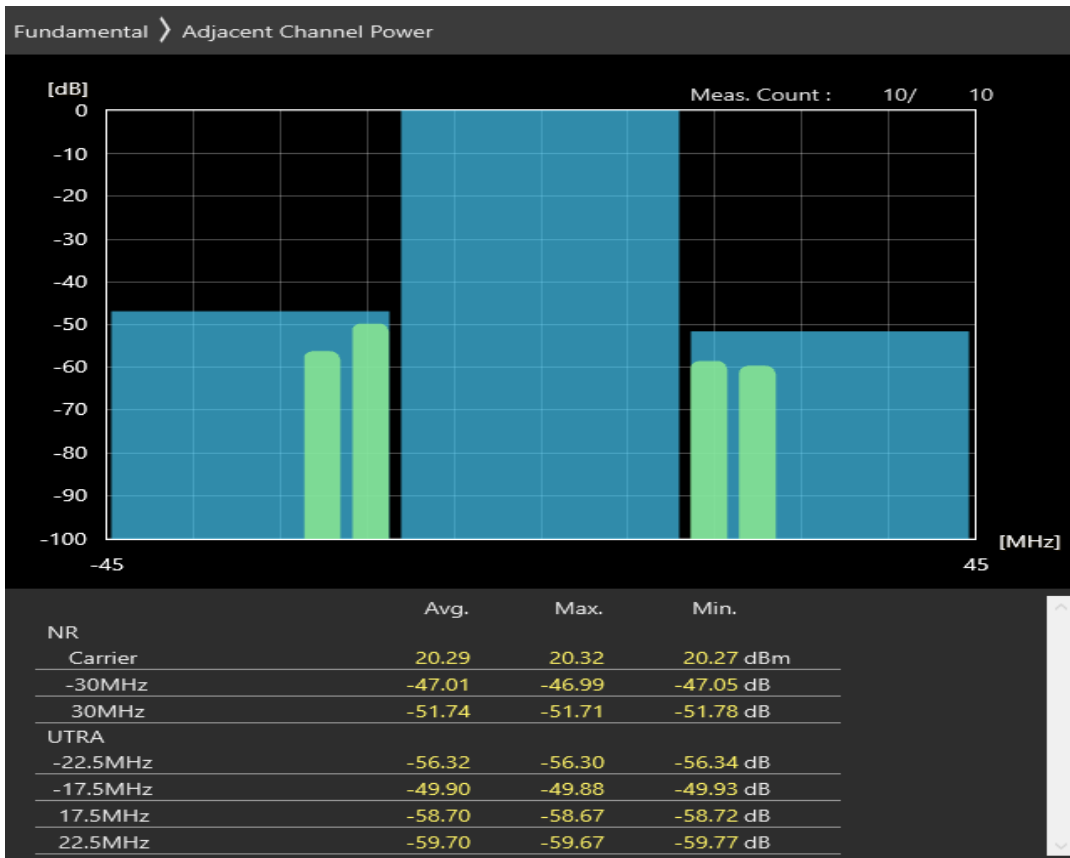 Fundamental 〉 Adjacent Channel Power
[dB]
Meas. Count : 10/ 10
0
-10
-20
-30
-40
-50
-60
-70
-80
-90
-100
[MHz]
-45 45
Avg. Max. Min.
NR
Carrier 20.29 20.32 20.27 dBm
-30MHz -47.01 -46.99 -47.05 dB
30MHz -51.74 -51.71 -51.78 dB
UTRA
-22.5MHz -56.32 -56.30 -56.34 dB
-17.5MHz -49.90 -49.88 -49.93 dB
17.5MHz -58.70 -58.67 -58.72 dB
22.5MHz -59.70 -59.67 -59.77 dB